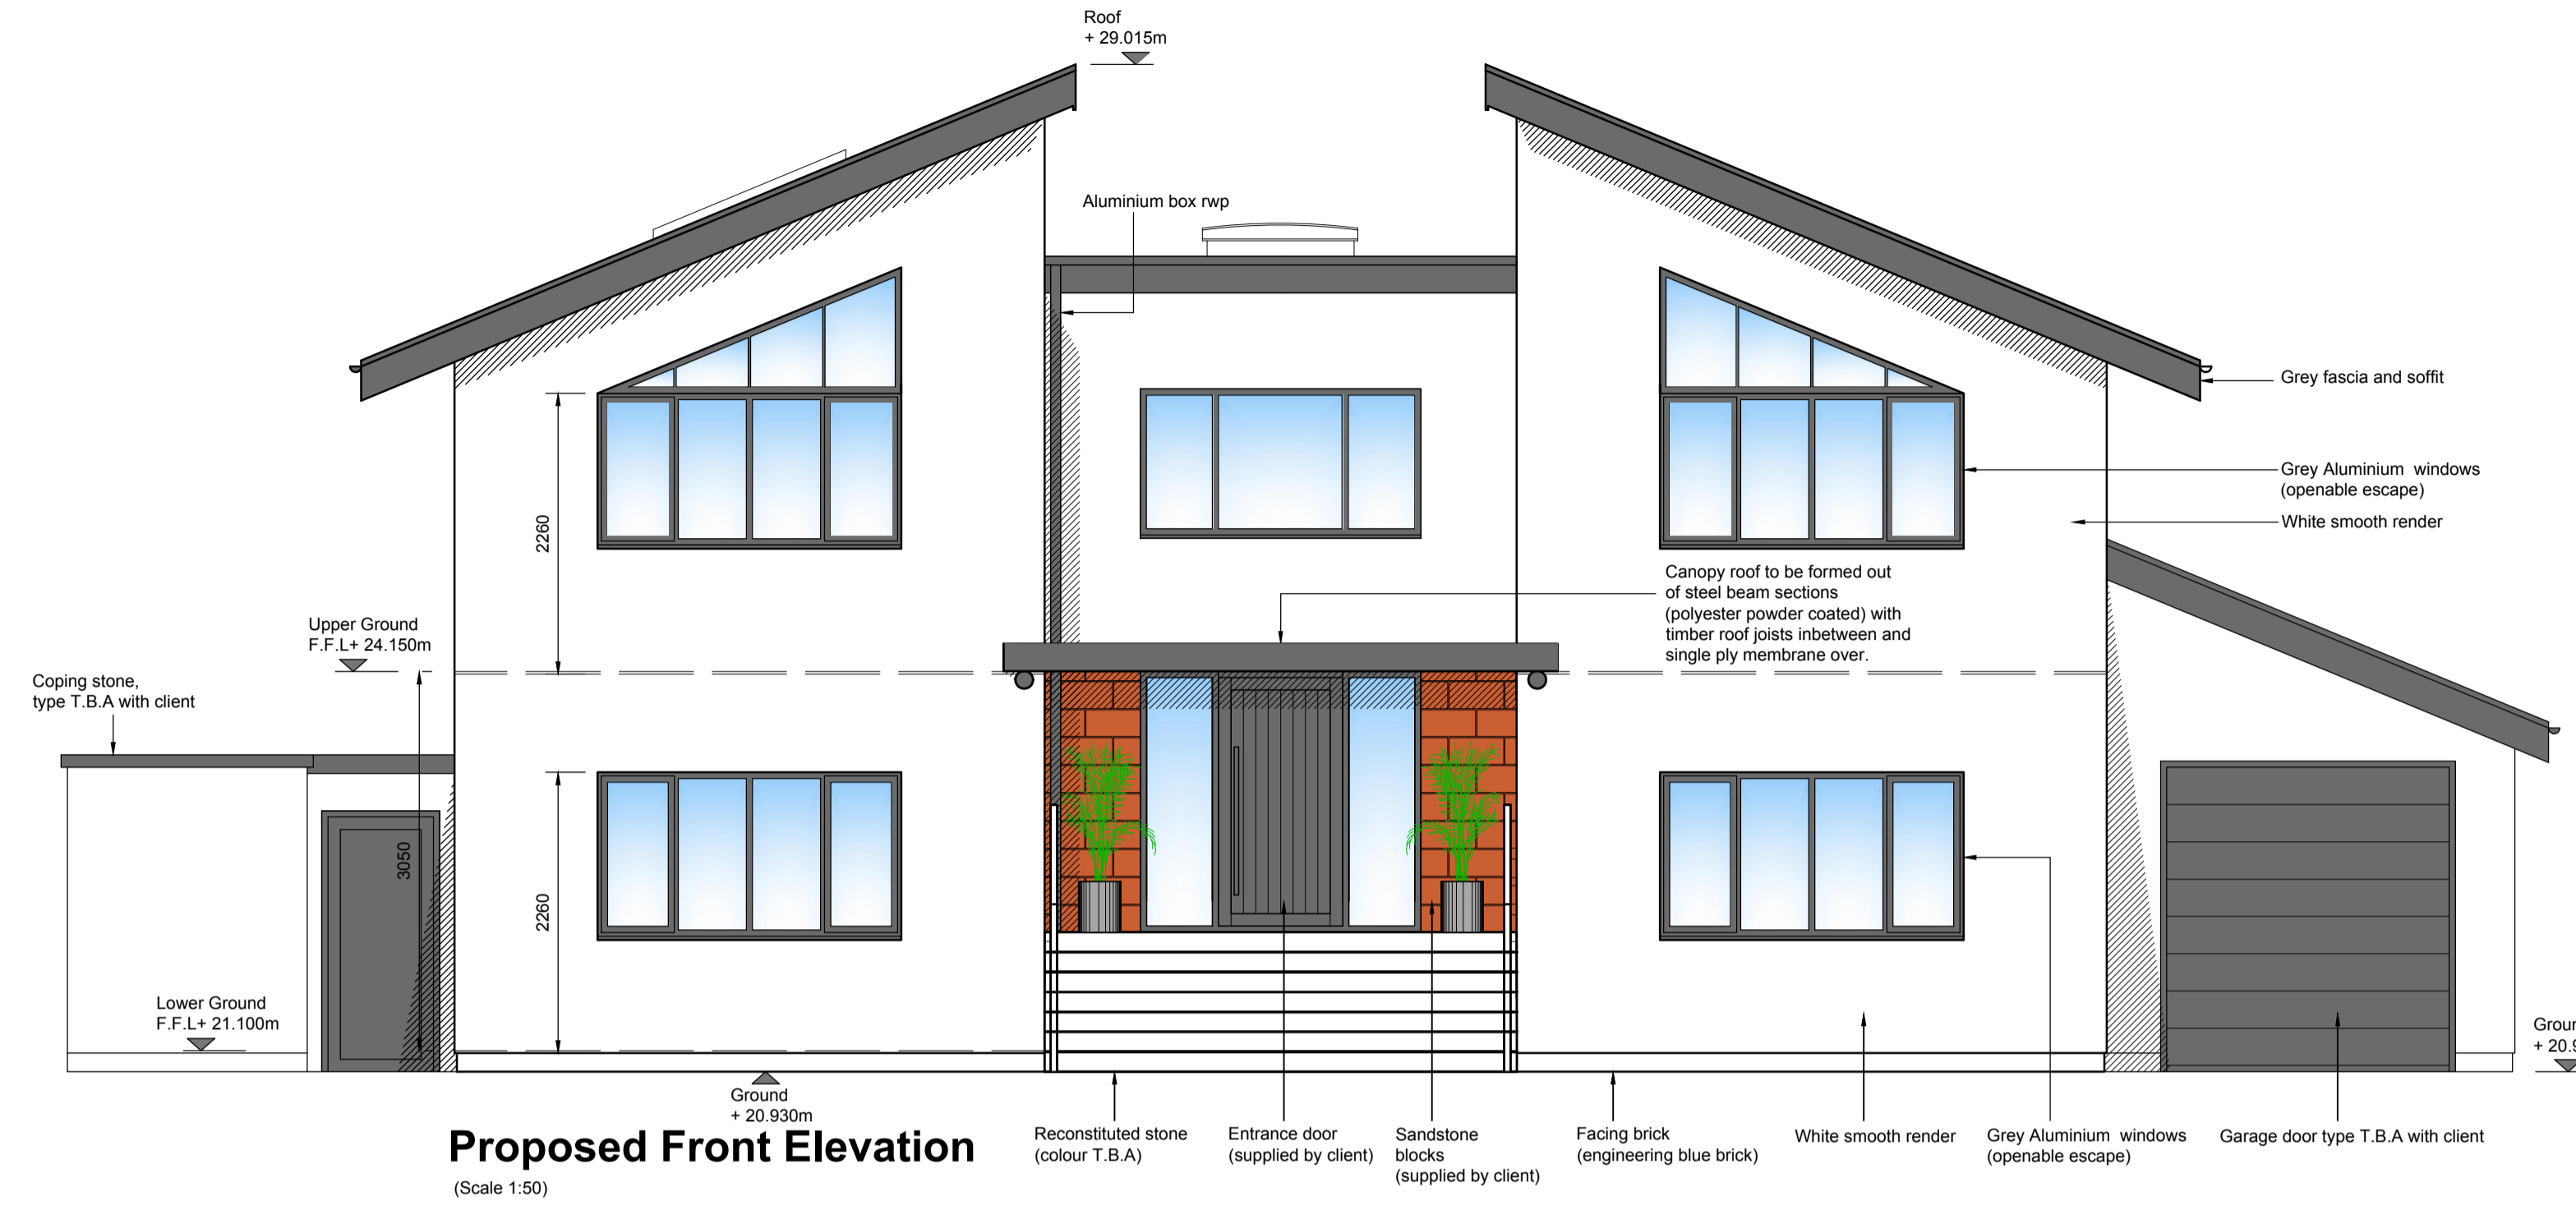 Roof
+ 29.015m
Aluminium box rwp
Grey fascia and soffit
Grey Aluminium  windows
(openable escape)
White smooth render
Canopy roof to be formed out
of steel beam sections
(polyester powder coated) with
timber roof joists inbetween and
single ply membrane over.
2260
Upper Ground
F.F.L+ 24.150m
Coping stone,
type T.B.A with client
3050
2260
Lower Ground
F.F.L+ 21.100m
Ground
+ 20.930m
Groun
+ 20.9
Proposed Front Elevation
(Scale 1:50)
Reconstituted stone
(colour T.B.A)
Entrance door
(supplied by client)
Sandstone
blocks
(supplied by client)
Facing brick
(engineering blue brick)
White smooth render
Grey Aluminium  windows
(openable escape)
Garage door type T.B.A with client